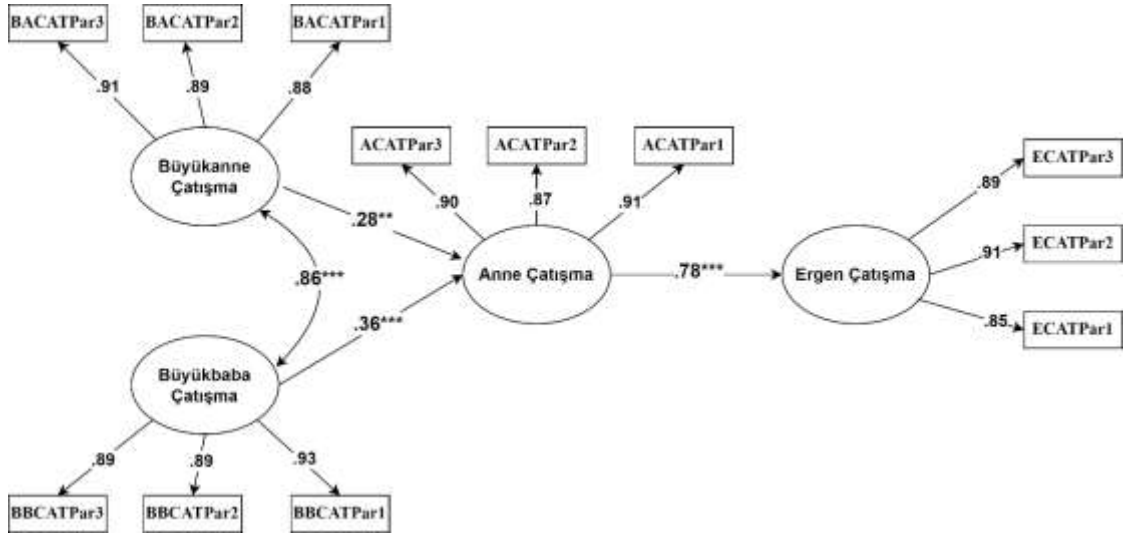 BACATPar3
BACATPar2
BACATPar1
.91
.89
.88
Büyükanne
Çatışma
ACATPar3
ACATPar2
ACATPar1
.90
.87
.91
ECATPar3
.89
ECATPar2
.91
ECATPar1
.85
.28**
.86***
.36***
Anne Çatışma
.78***
Ergen Çatışma
Büyükbaba
Çatışma
.89
.89
.93
BBCATPar3
BBCATPar2
BBCATPar1